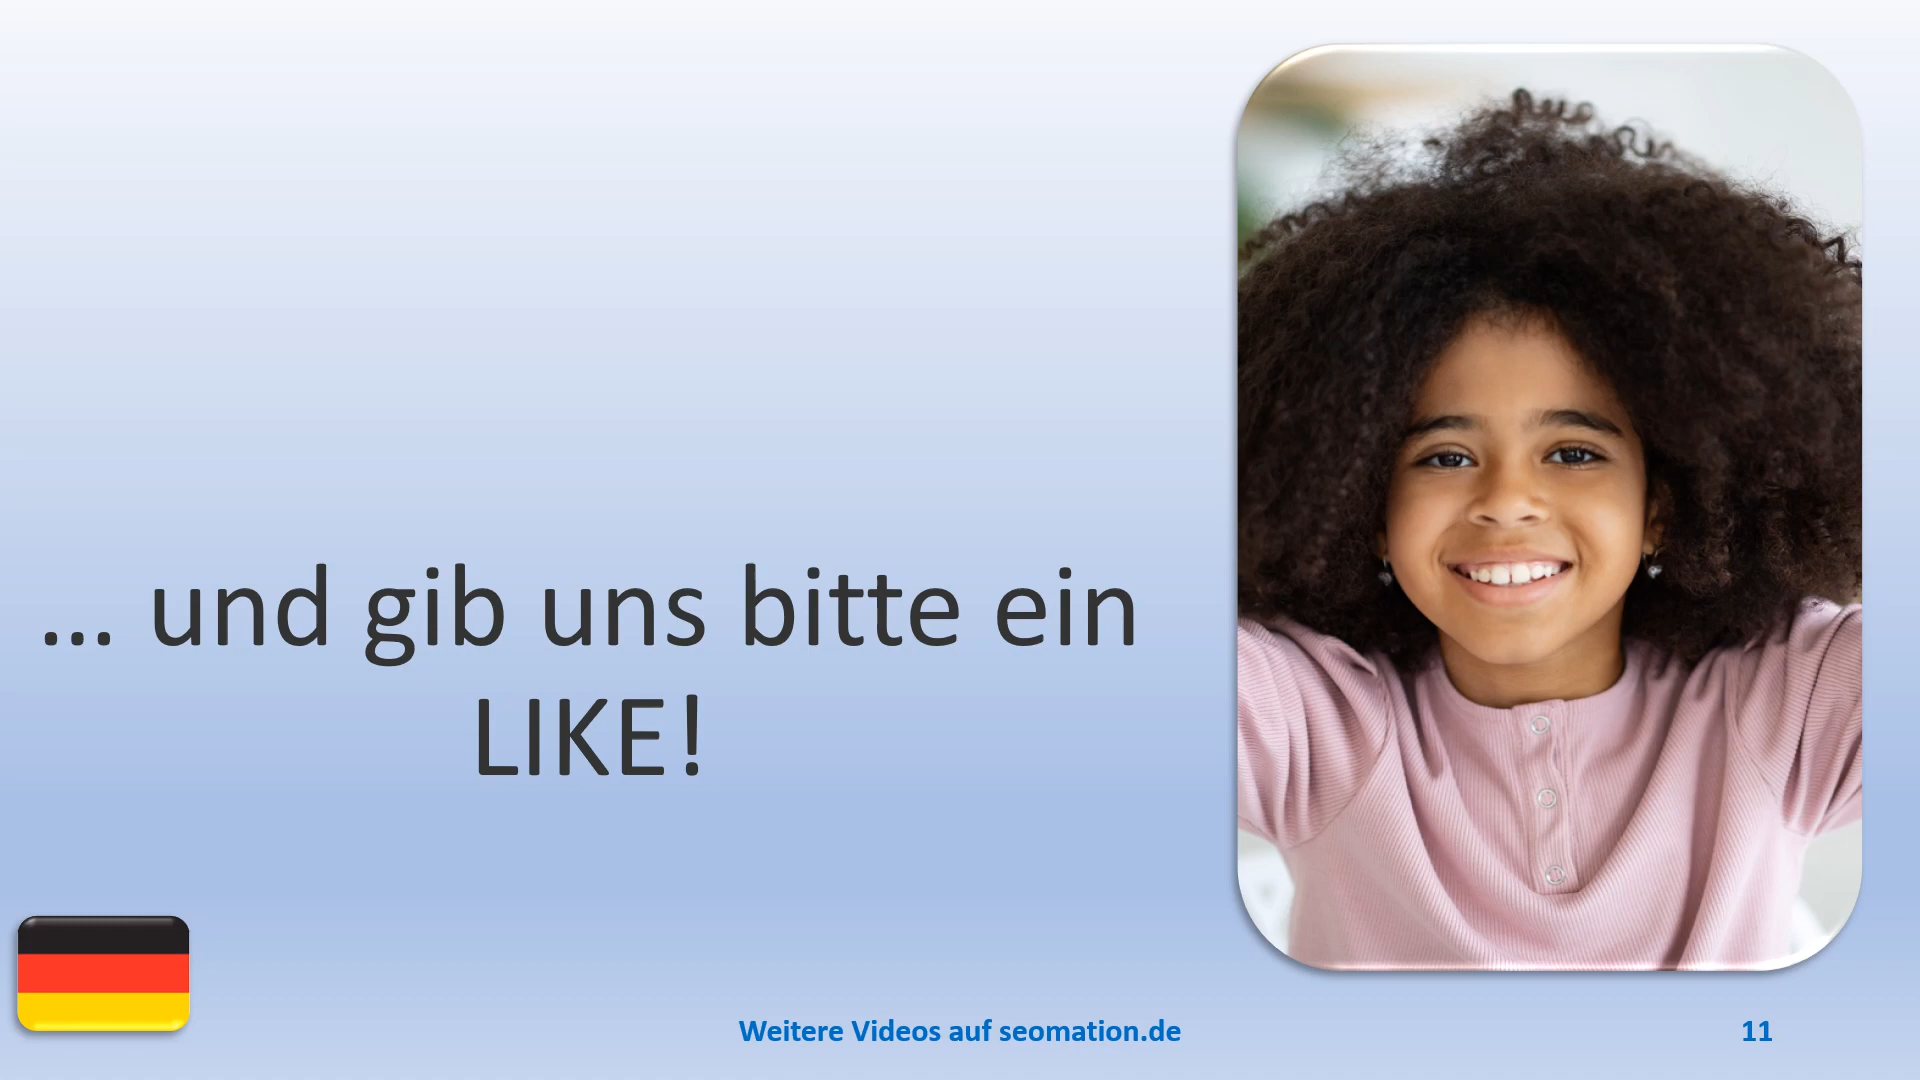 ... und gib uns bitte ein
LIKE!
Weitere Videos auf seomation.de
11